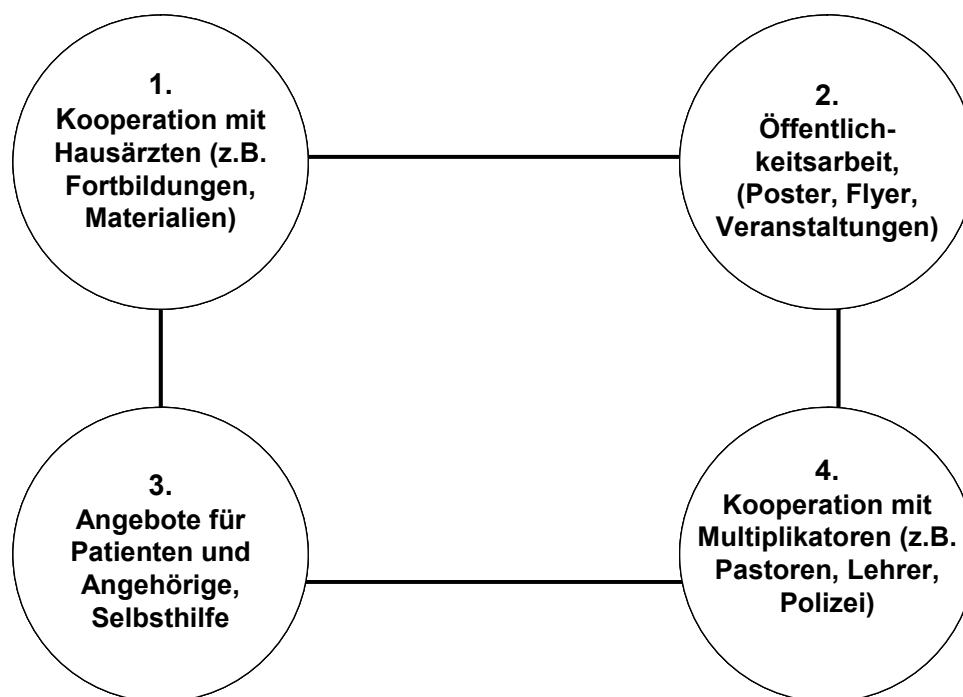 1.
Kooperation mit
Hausärzten (z.B.
Fortbildungen,
Materialien)
2.
Öffentlich-
keitsarbeit,
(Poster, Flyer,
Veranstaltungen)
3.
Angebote für
Patienten und
Angehörige,
Selbsthilfe
4.
Kooperation mit
Multiplikatoren (z.B.
Pastoren, Lehrer,
Polizei)